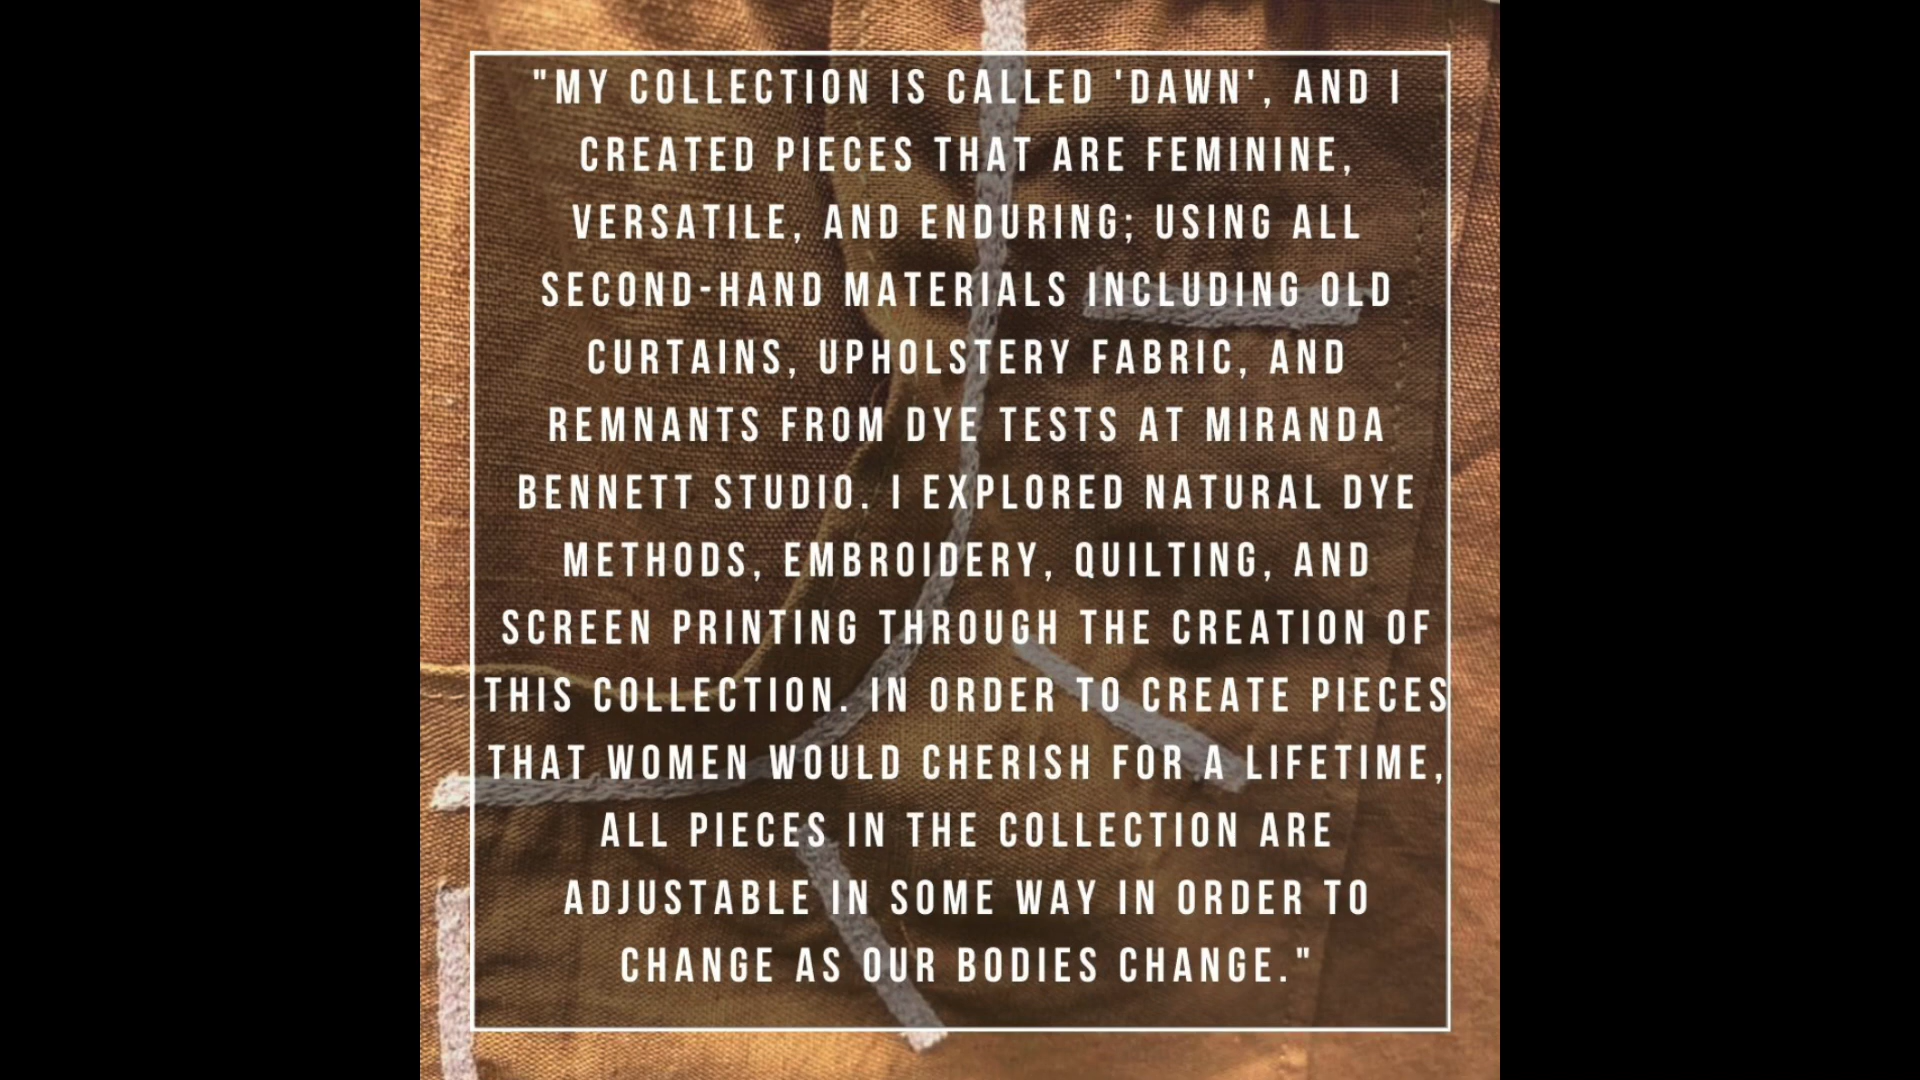 "MY COLLECTION IS CALLED 'DAWN', AND I
CREATED PIECES THAT ARE FEMININE,
VERSATILE, AND ENDURING; USING ALL
SECOND-HAND MATERIALS INCLUDING OLD
CURTAINS, UPHOLSTERY FABRIC, AND
REMNANTS FROM DYE TESTS AT MIRANDA
BENNETT STUDIO. I EXPLORED NATURAL DYE
METHODS, EMBROIDERY, QUILTING, AND
SCREEN PRINTING THROUGH THE CREATION OF
THIS COLLECTION. IN ORDER TO CREATE PIECES
THAT WOMEN WOULD CHERISH FOR A LIFETIME,
ALL PIECES IN THE COLLECTION ARE
ADJUSTABLE IN SOME WAY IN ORDER TO
CHANGE AS OUR BODIES CHANGE."